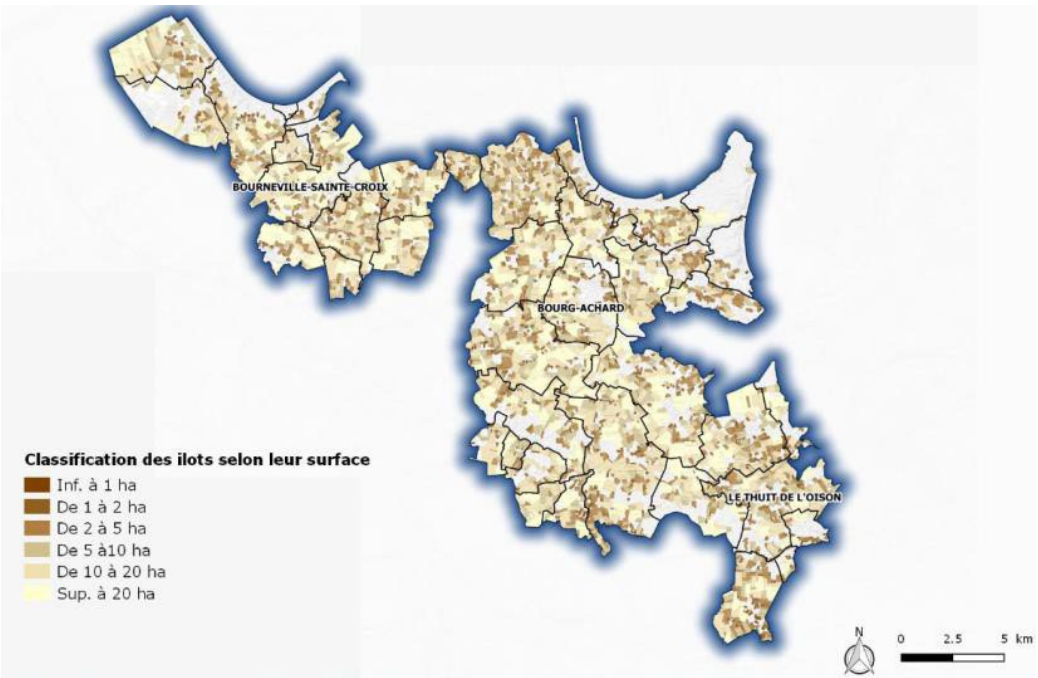 BOURNEVILLE-SAINTE-CROIX
BOURG-ACHARD
Classification des ilots selon leur surface
Inf. à 1 ha
De 1 à 2 ha
De 2 à 5 ha
De 5 à10 ha
De 10 à 20 ha
Sup. à 20 ha
LE THUIT DE L'OISON
N
0 2.5 5 km